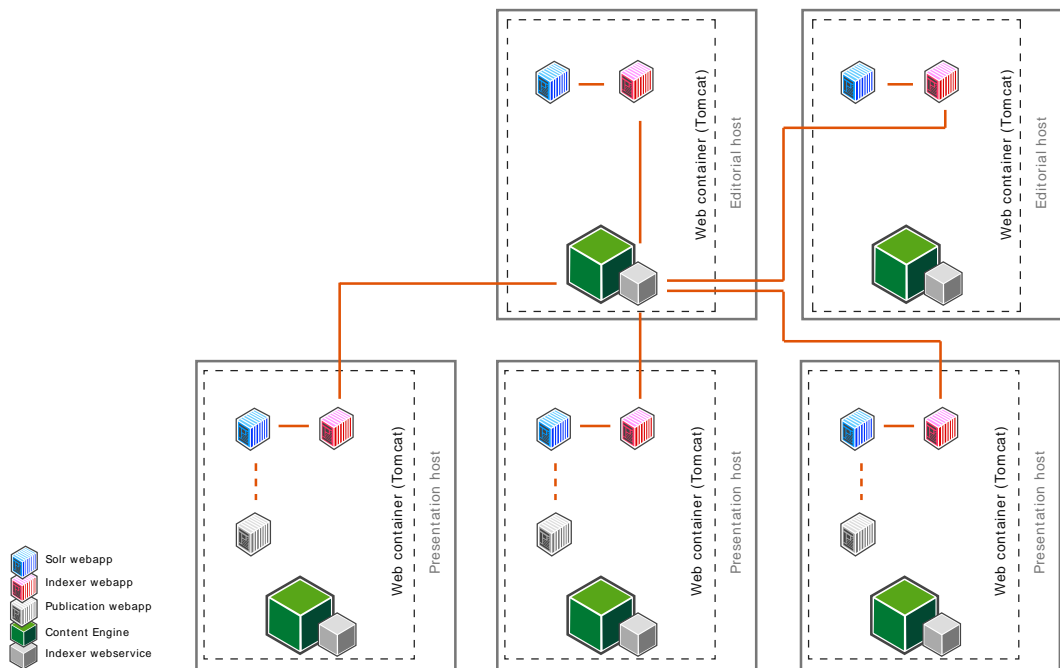 Web container (Tomcat)
Editorial host
Web container (Tomcat)
Editorial host
Web container (Tomcat)
Presentation host
Web container (Tomcat)
Presentation host
Web container (Tomcat)
Presentation host
Solr webapp
Indexer webapp
Publication webapp
Content Engine
Indexer webservice